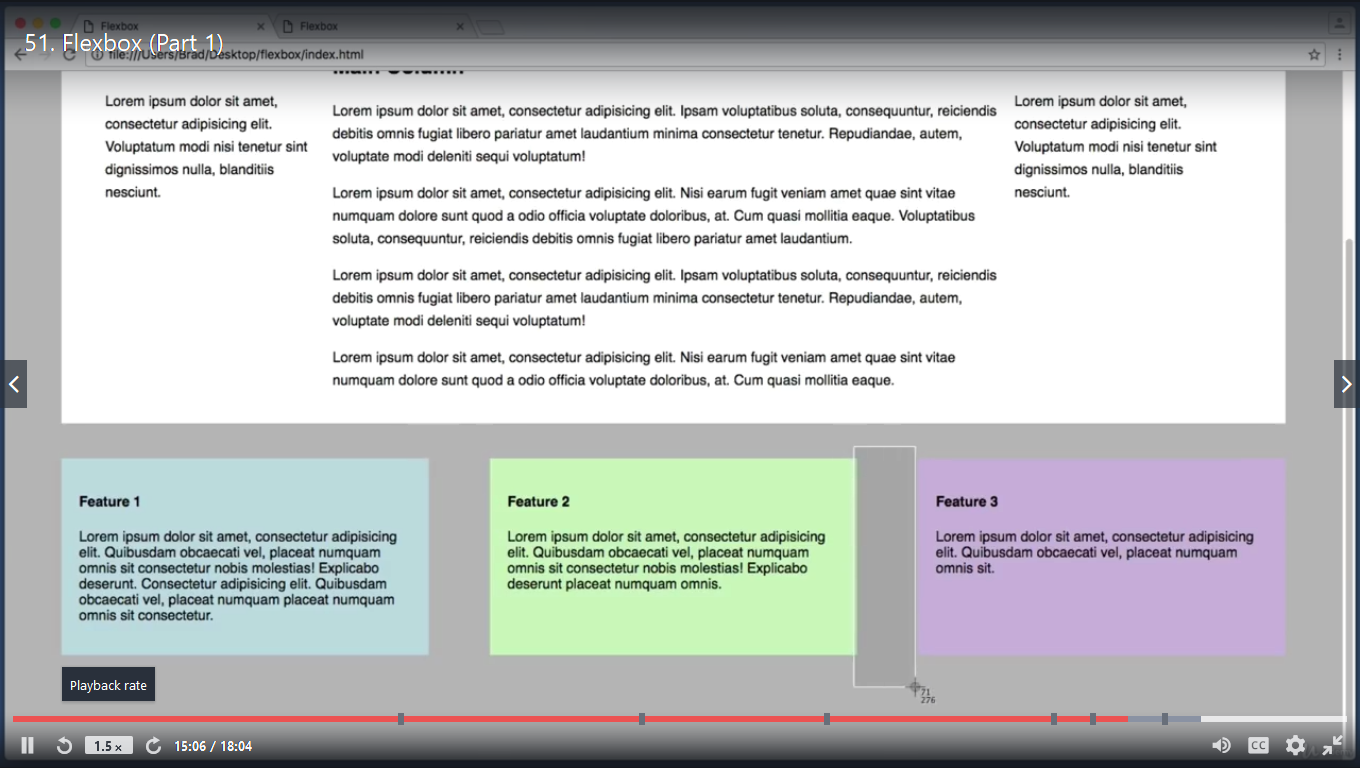 Flexbox
Flexbox
51. Flexbox (Part 1)
file:///Users/Brad/Desktop/flexbox/index.html
Main Column
Lorem ipsum dolor sit amet,
consectetur adipisicing elit.
Voluptatum modi nisi tenetur sint
dignissimos nulla, blanditiis
nesciunt.
Lorem ipsum dolor sit amet, consectetur adipisicing elit. Ipsam voluptatibus soluta, consequuntur, reiciendis
debitis omnis fugiat libero pariatur amet laudantium minima consectetur tenetur. Repudiandae, autem,
voluptate modi deleniti sequi voluptatum!
Lorem ipsum dolor sit amet, consectetur adipisicing elit. Nisi earum fugit veniam amet quae sint vitae
numquam dolore sunt quod a odio officia voluptate doloribus, at. Cum quasi mollitia eaque. Voluptatibus
soluta, consequuntur, reiciendis debitis omnis fugiat libero pariatur amet laudantium.
Lorem ipsum dolor sit amet, consectetur adipisicing elit. Ipsam voluptatibus soluta, consequuntur, reiciendis
debitis omnis fugiat libero pariatur amet laudantium minima consectetur tenetur. Repudiandae, autem,
voluptate modi deleniti sequi voluptatum!
Lorem ipsum dolor sit amet, consectetur adipisicing elit. Nisi earum fugit veniam amet quae sint vitae
numquam dolore sunt quod a odio officia voluptate doloribus, at. Cum quasi mollitia eaque.
Lorem ipsum dolor sit amet,
consectetur adipisicing elit.
Voluptatum modi nisi tenetur sint
dignissimos nulla, blanditiis
nesciunt.
Feature 1
Lorem ipsum dolor sit amet, consectetur adipisicing
elit. Quibusdam obcaecati vel, placeat numquam
omnis sit consectetur nobis molestias! Explicabo
deserunt. Consectetur adipisicing elit. Quibusdam
obcaecati vel, placeat numquam placeat numquam
omnis sit consectetur.
Feature 2
Lorem ipsum dolor sit amet, consectetur adipisicing
elit. Quibusdam obcaecati vel, placeat numquam
omnis sit consectetur nobis molestias! Explicabo
deserunt placeat numquam omnis.
Feature 3
Lorem ipsum dolor sit amet, consectetur adipisicing
elit. Quibusdam obcaecati vel, placeat numquam
omnis sit.
71
276
Playback rate
1.5 x
15:06 / 18:04
CC